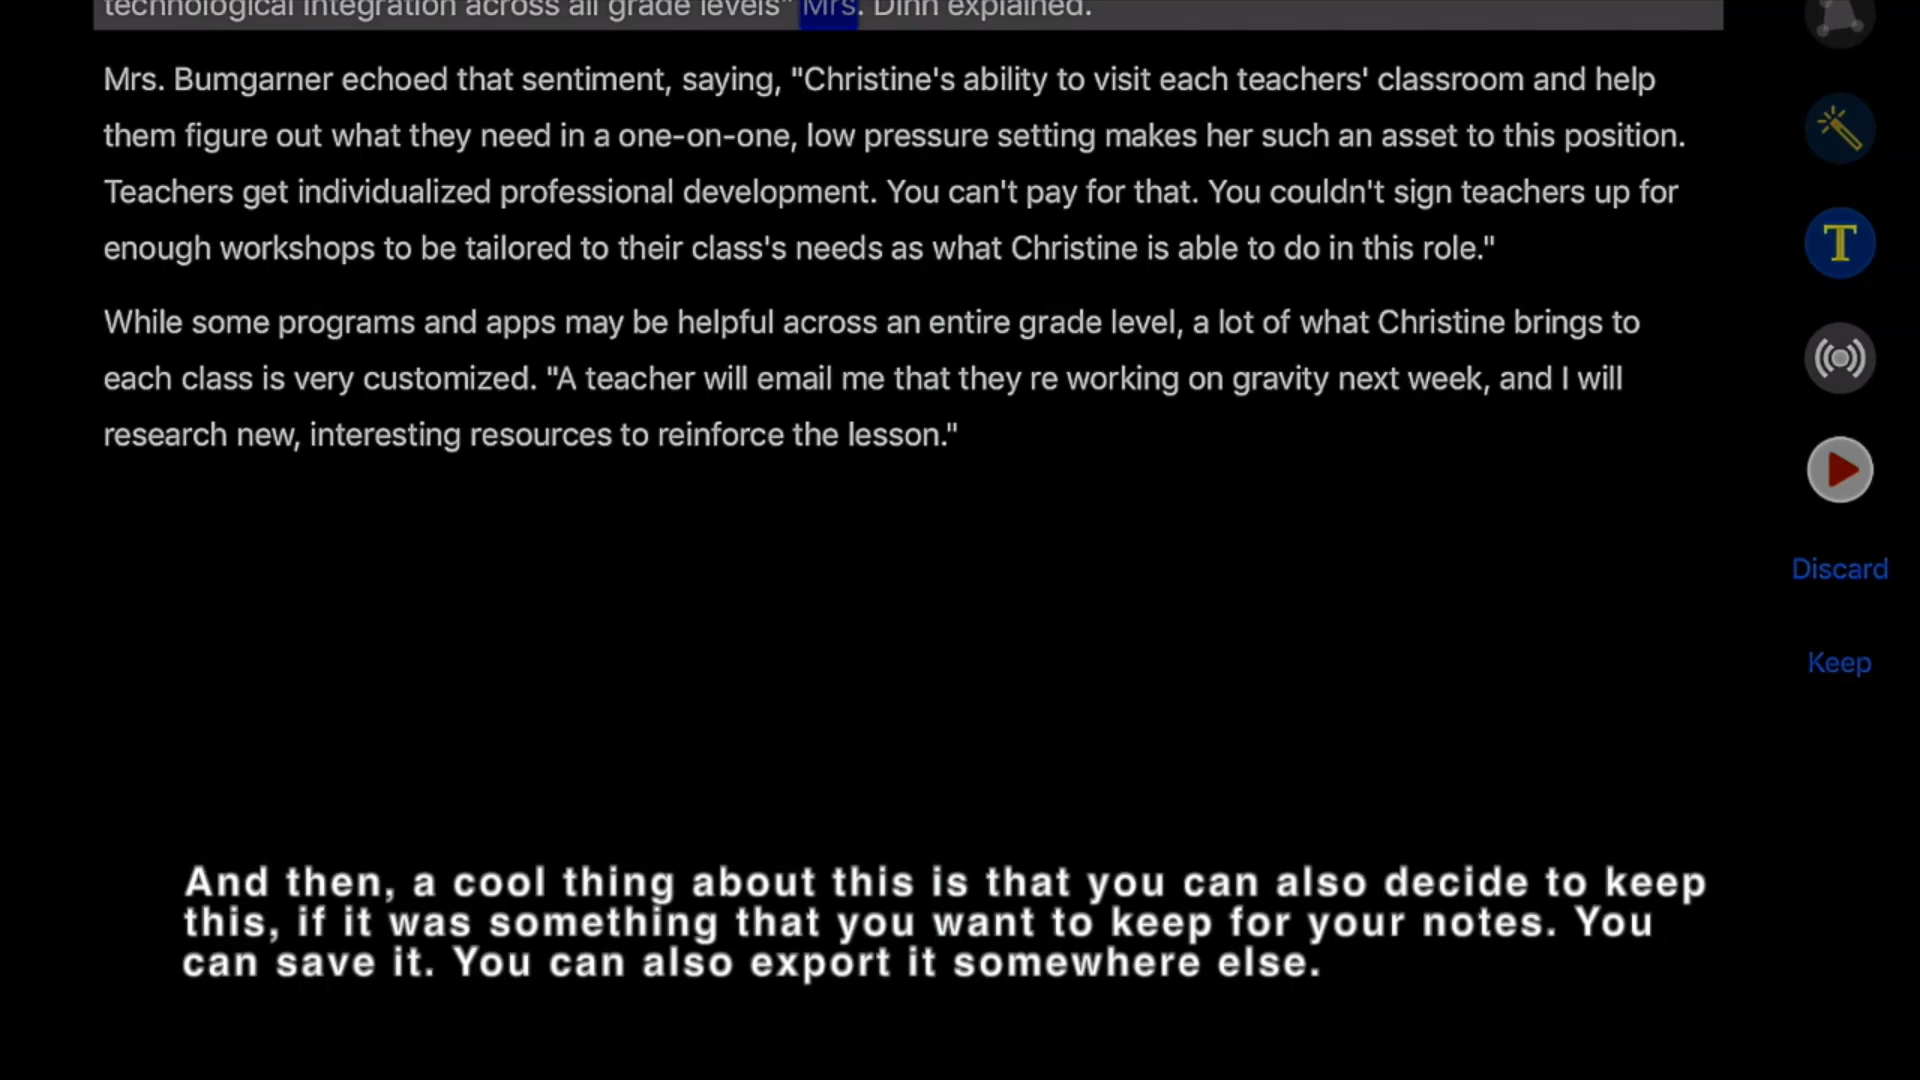 technological integration across all grade levels" Mrs. Dinh explained.
Mrs. Bumgarner echoed that sentiment, saying, "Christine's ability to visit each teachers' classroom and help
them figure out what they need in a one-on-one, low pressure setting makes her such an asset to this position.
Teachers get individualized professional development. You can't pay for that. You couldn't sign teachers up for
enough workshops to be tailored to their class's needs as what Christine is able to do in this role."
While some programs and apps may be helpful across an entire grade level, a lot of what Christine brings to
each class is very customized. "A teacher will email me that they re working on gravity next week, and I will
research new, interesting resources to reinforce the lesson."
T
Discard
Keep
And then, a cool thing about this is that you can also decide to keep
this, if it was something that you want to keep for your notes. You
can save it. You can also export it somewhere else.